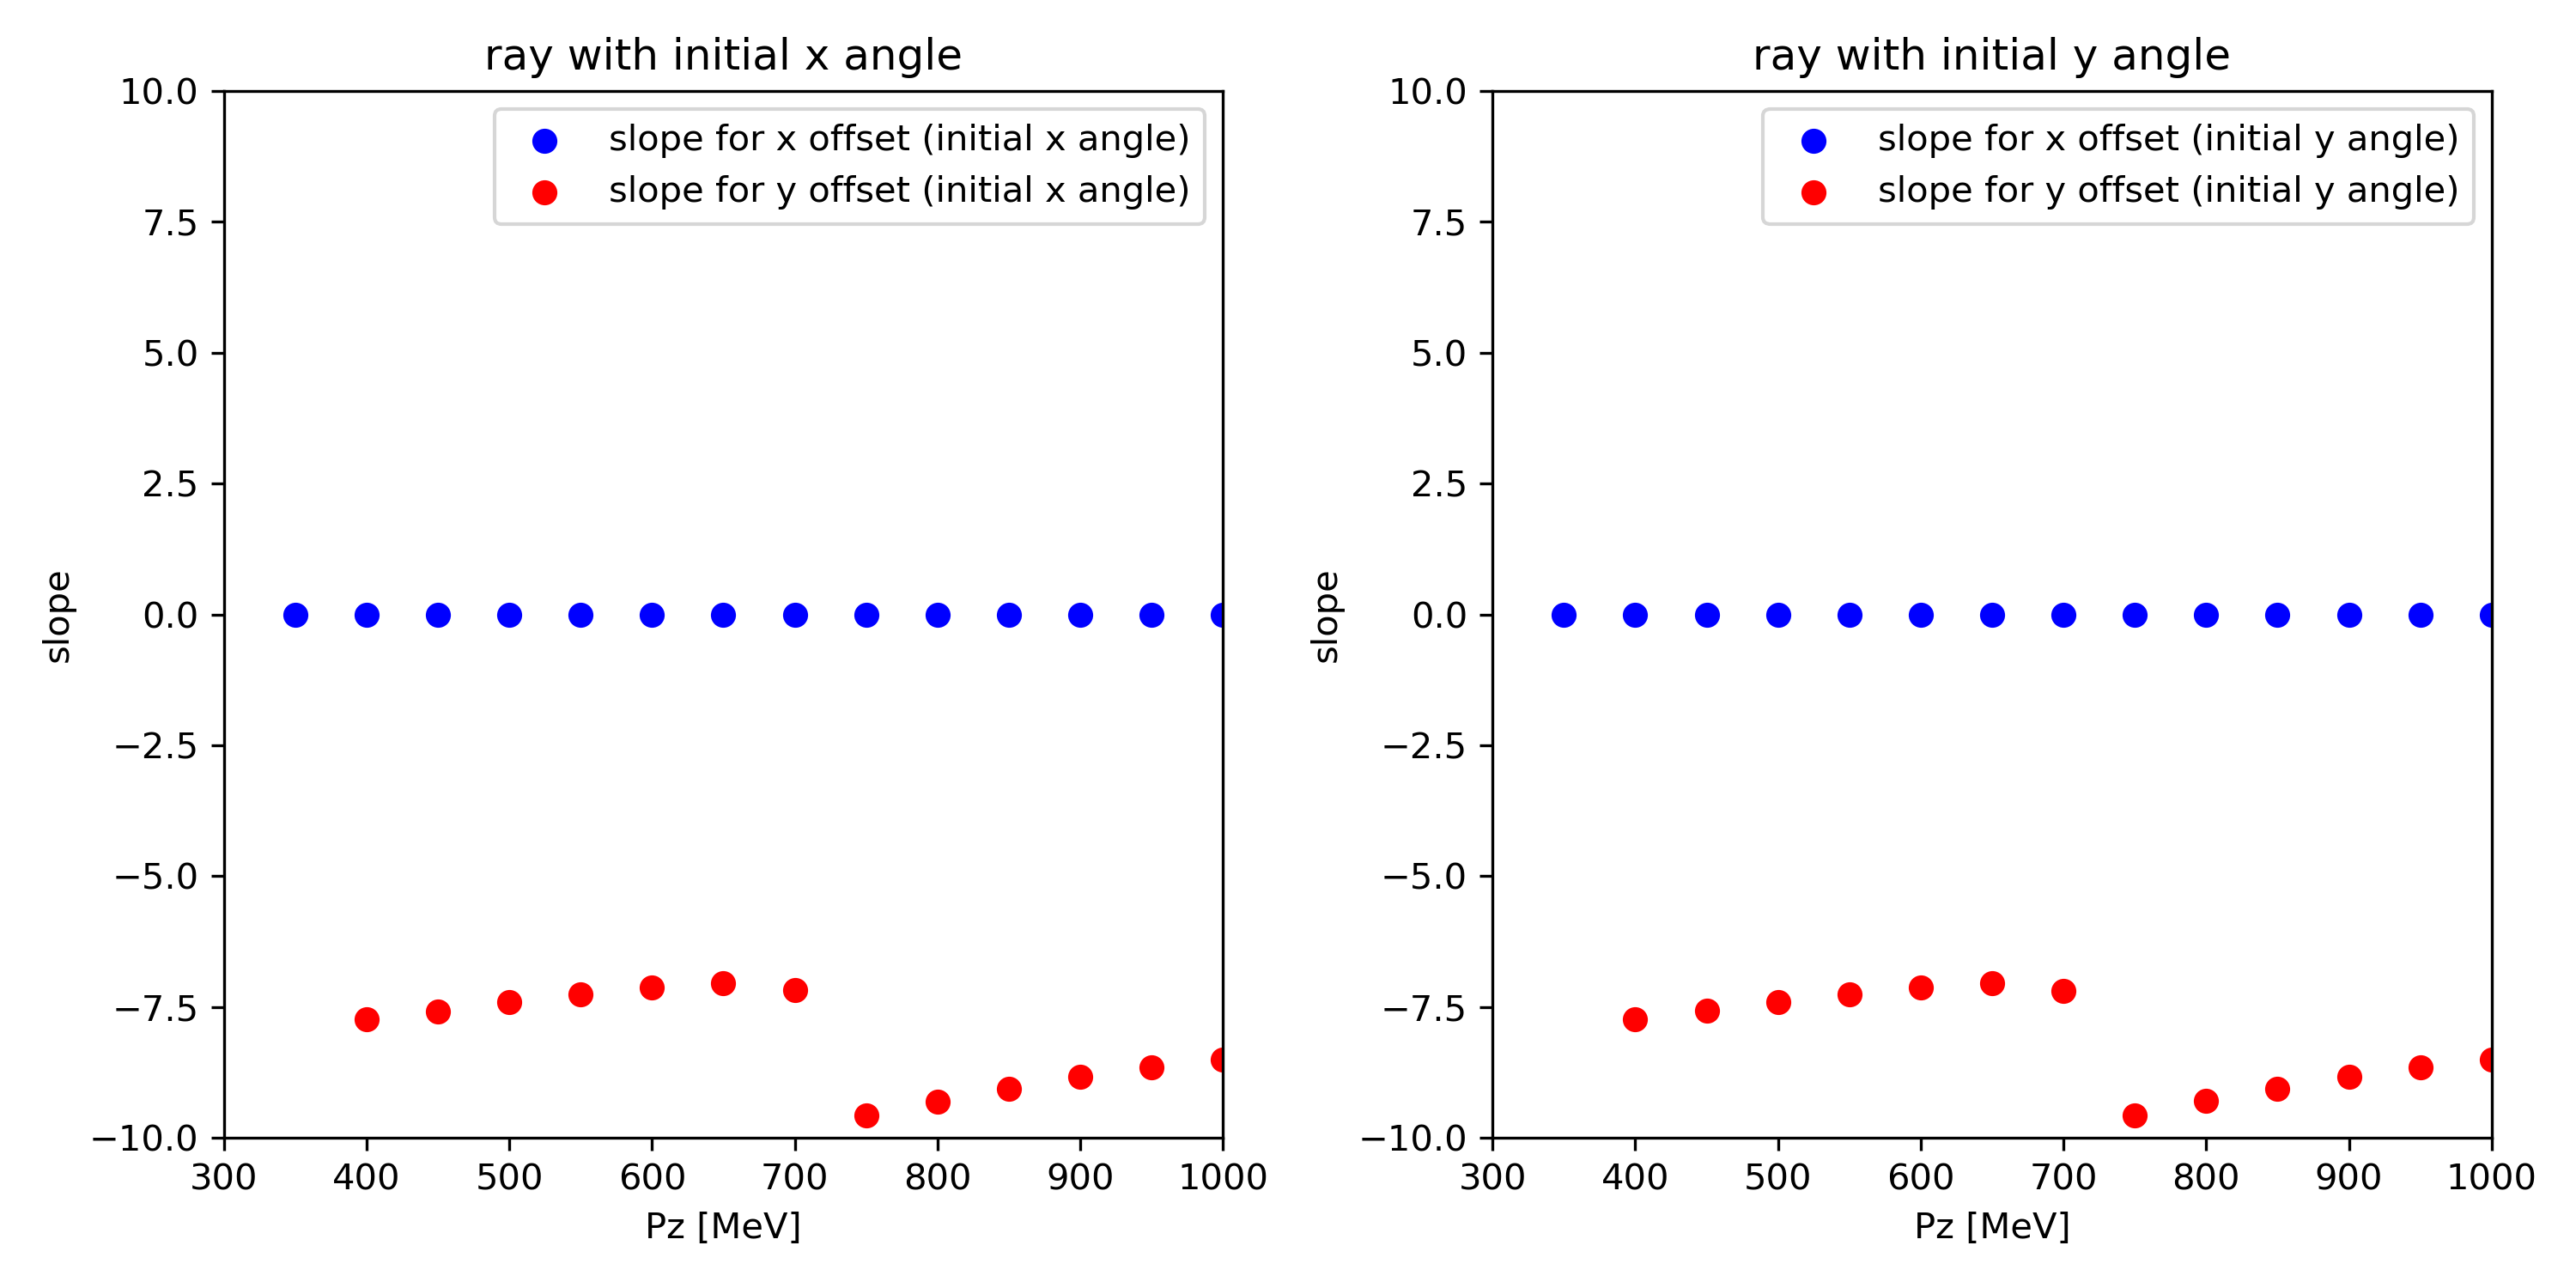 ray with initial x angle
10.0
7.5
5.0
2.5
0.0
−2.5
−5.0
−7.5
−10.0
slope
slope for x offset (initial x angle)
slope for y offset (initial x angle)
300 400 500 600 700 800 900 1000
Pz [MeV]
ray with initial y angle
10.0
7.5
5.0
2.5
0.0
−2.5
−5.0
−7.5
−10.0
slope
slope for x offset (initial y angle)
slope for y offset (initial y angle)
300 400 500 600 700 800 900 1000
Pz [MeV]